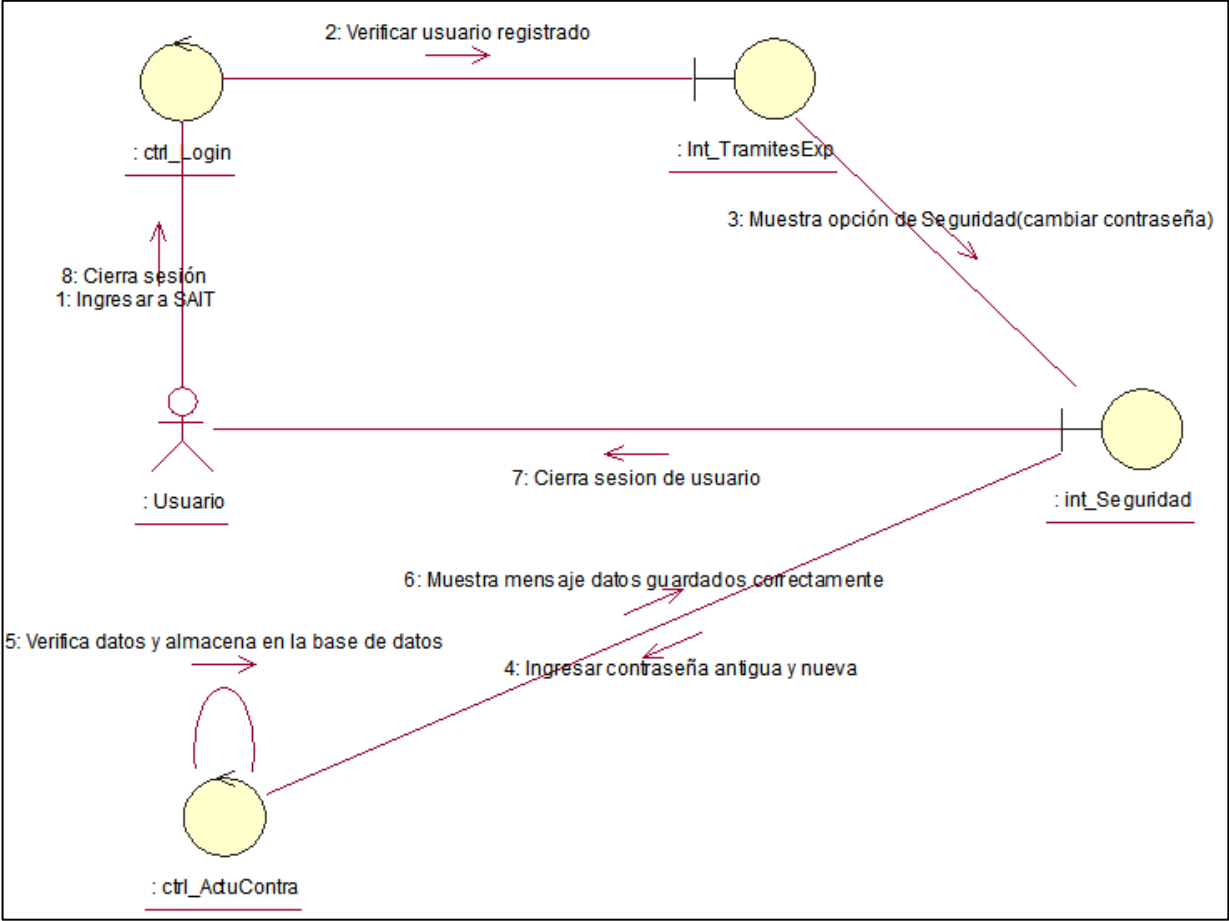 2: Verificar usuario registrado
: ctrl_Login
: Int_TramitesExp
3: Muestra opción de Seguridad(cambiar contraseña)
8: Cierra sesión
1: Ingresar a SAIT
7: Cierra sesion de usuario
: Usuario
: int_Seguridad
6: Muestra mensaje datos guardados correctamente
5: Verifica datos y almacena en la base de datos
4: Ingresar contraseña antigua y nueva
: ctrl_ActuContra